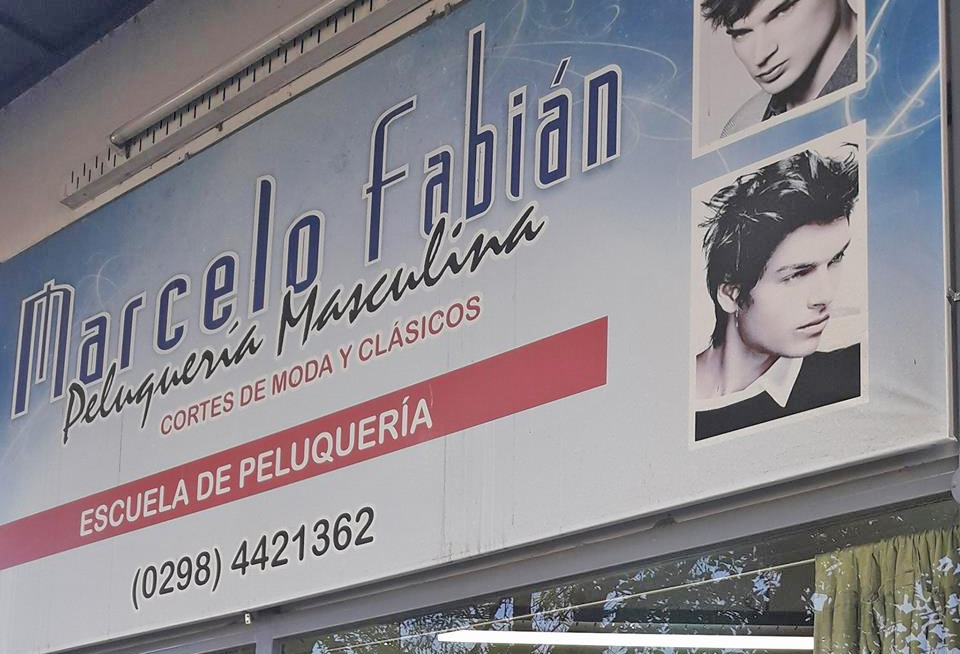 Marcelo Fabián
Peluquería Masculina
CORTES DE MODA Y CLÁSICOS
ESCUELA DE PELUQUERÍA
(0298) 4421362